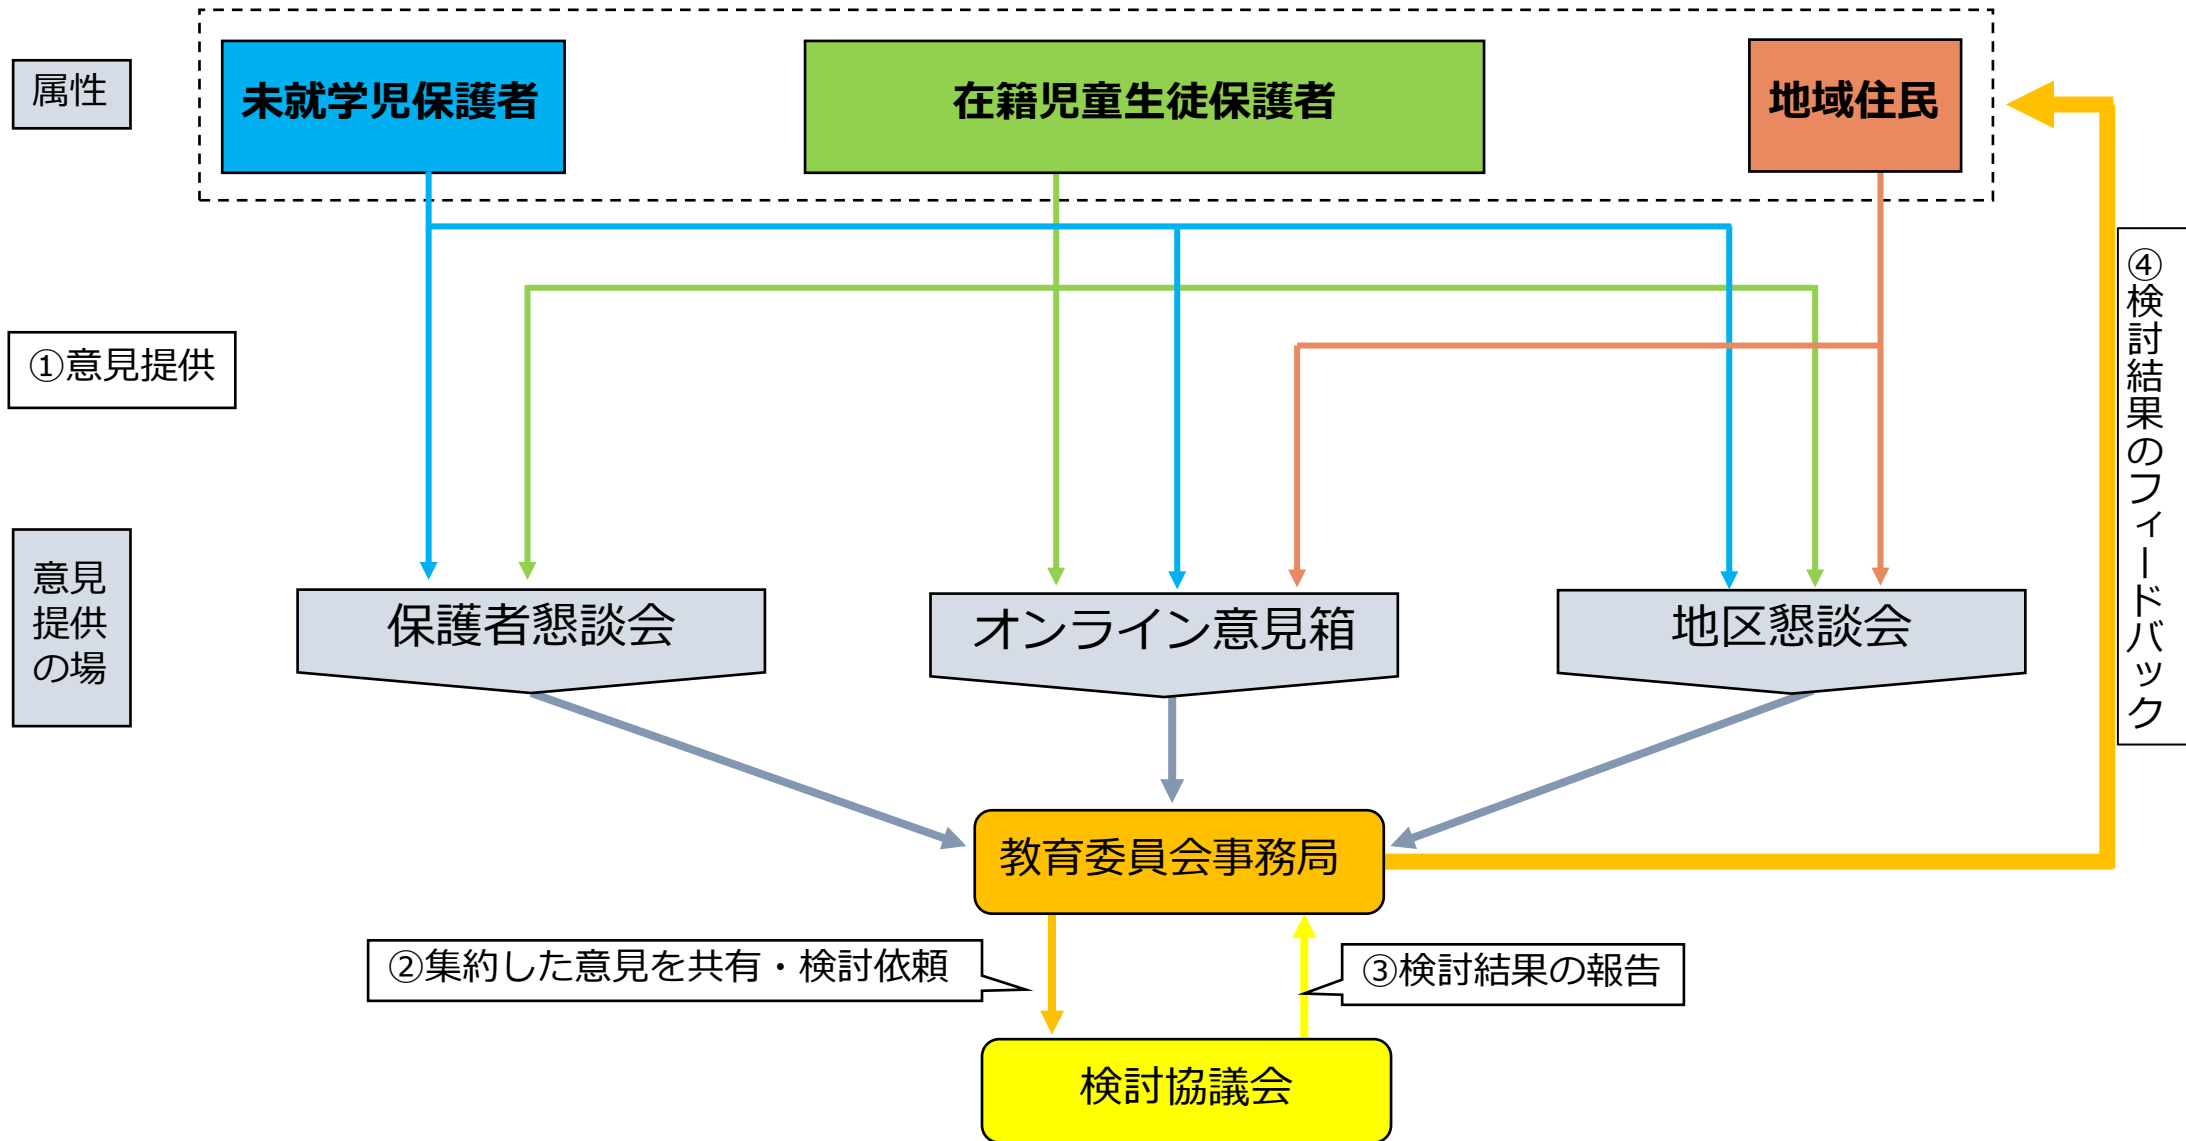 属性
未就学児保護者
在籍児童生徒保護者
地域住民
①意見提供
④検討結果のフィードバック
意見
提供
の場
保護者懇談会
オンライン意見箱
地区懇談会
教育委員会事務局
②集約した意見を共有・検討依頼
③検討結果の報告
検討協議会